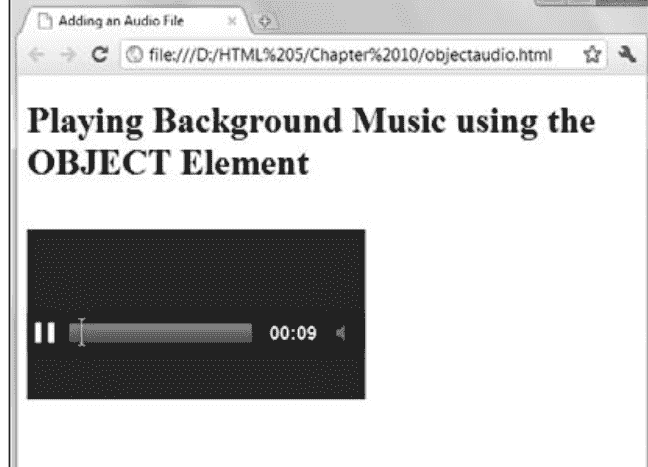 Adding an Audio File
file:///D:/HTML%205/Chapter%2010/objectaudio.html
Playing Background Music using the
OBJECT Element
00:09